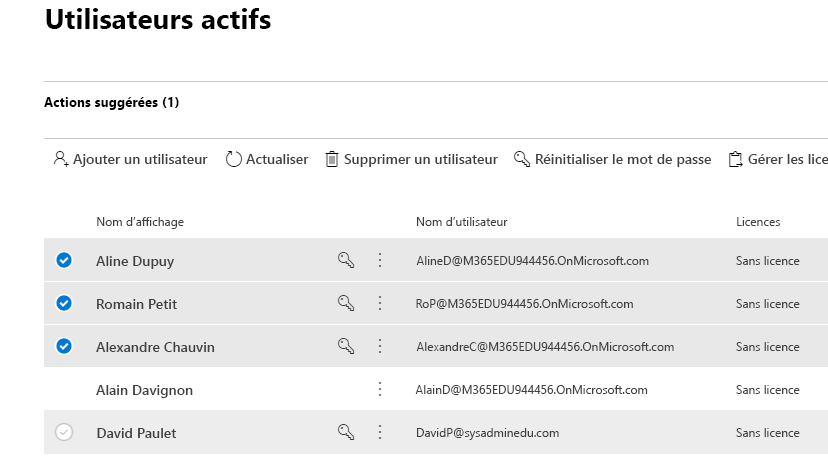 Utilisateurs actifs
Actions suggérées (1)
Ajouter un utilisateur Actualiser Supprimer un utilisateur Réinitialiser le mot de passe Gérer les lice
Nom d'affichage Nom d'utilisateur Licences
Aline Dupuy AlineD@M365EDU944456.OnMicrosoft.com Sans licence
Romain Petit RoP@M365EDU944456.OnMicrosoft.com Sans licence
Alexandre Chauvin AlexandreC@M365EDU944456.OnMicrosoft.com Sans licence
Alain Davignon AlainD@M365EDU944456.OnMicrosoft.com Sans licence
David Paulet DavidP@sysadminedu.com Sans licence